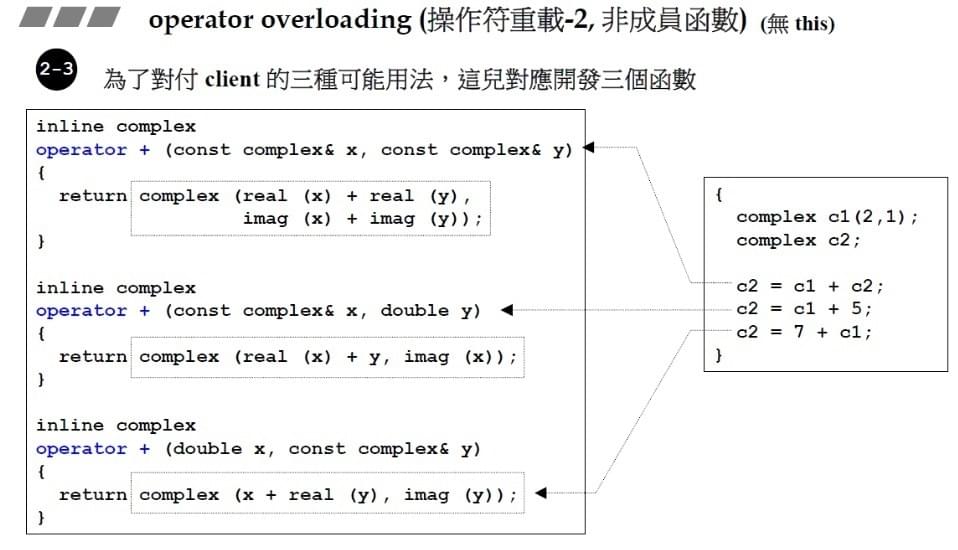 operator overloading (操作符重載-2, 非成員函數) (無 this)
2-3 為了對付 client 的三種可能用法，這兒對應開發三個函數
inline complex
operator + (const complex& x, const complex& y)
{
  return complex (real (x) + real (y),
                  imag (x) + imag (y));
}
inline complex
operator + (const complex& x, double y)
{
  return complex (real (x) + y, imag (x));
}
inline complex
operator + (double x, const complex& y)
{
  return complex (x + real (y), imag (y));
}
{
  complex c1(2,1);
  complex c2;
  c2 = c1 + c2;
  c2 = c1 + 5;
  c2 = 7 + c1;
}